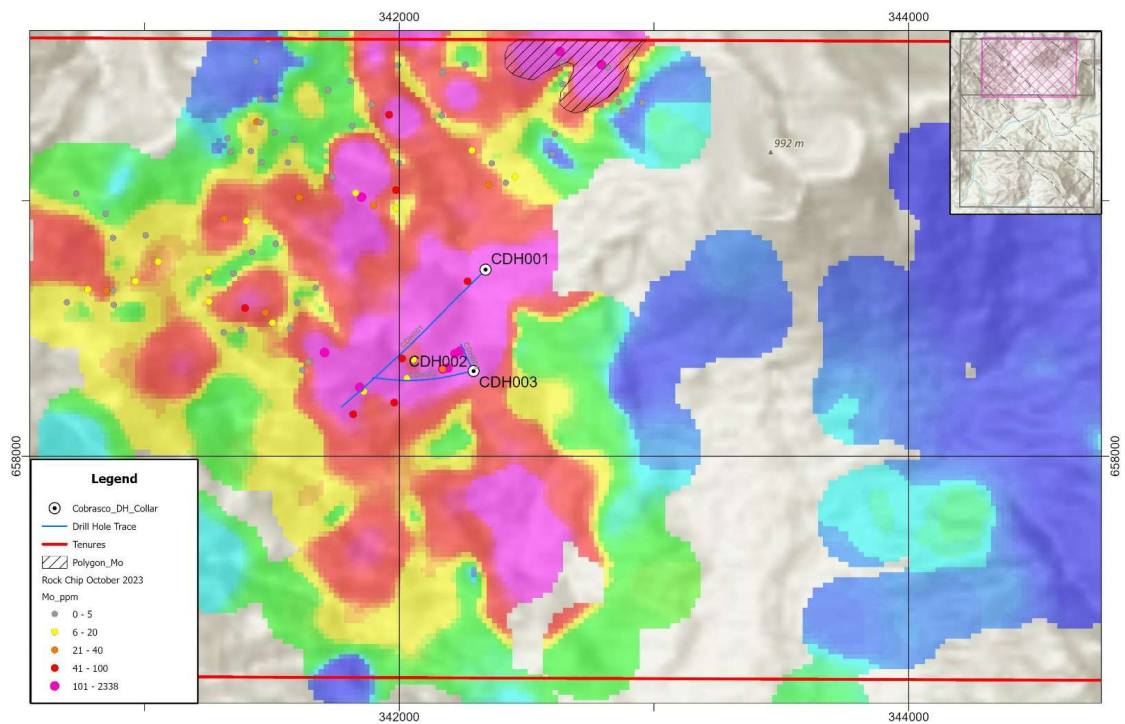 342000
344000
992 m
CDH001
CDH001
CDH002
CDH003
658000
658000
Legend
Cobrasco_DH_Collar
Drill Hole Trace
Tenures
Polygon_Mo
Rock Chip October 2023
Mo_ppm
0 - 5
6 - 20
21 - 40
41 - 100
101 - 2338
342000
344000